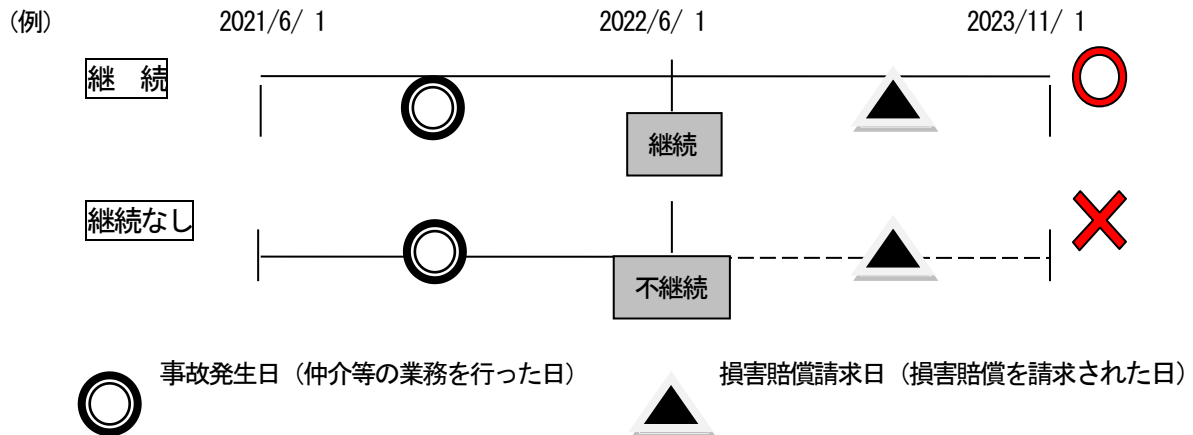 (例) 2021/6/ 1 2022/6/ 1 2023/11/ 1
継　続
継続
継続なし
不継続
事故発生日（仲介等の業務を行った日） 損害賠償請求日（損害賠償を請求された日）